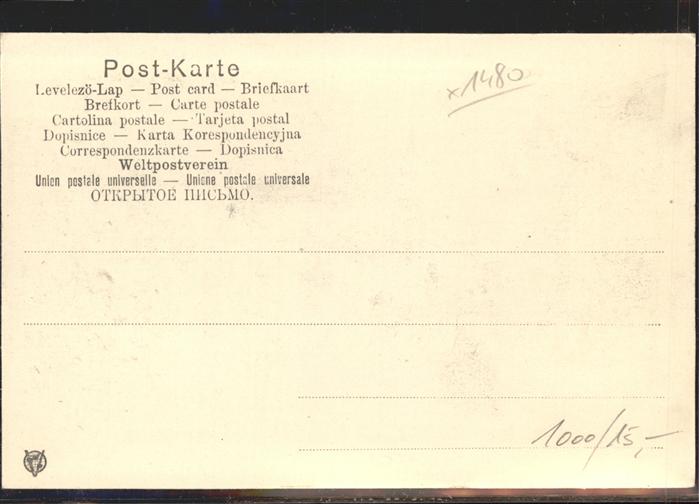 Post-Karte
Levelező-Lap — Post card — Briefkaart
Brefkort — Carte postale
Cartolina postale — Tarjeta postal
Dopisnice — Karta Korespondencyjna
Correspondenzkarte — Dopisnica
Weltpostverein
Union postale universelle — Unione postale universale
ОТКРЫТОЕ ПИСЬМО.
x1480
1000/15,-